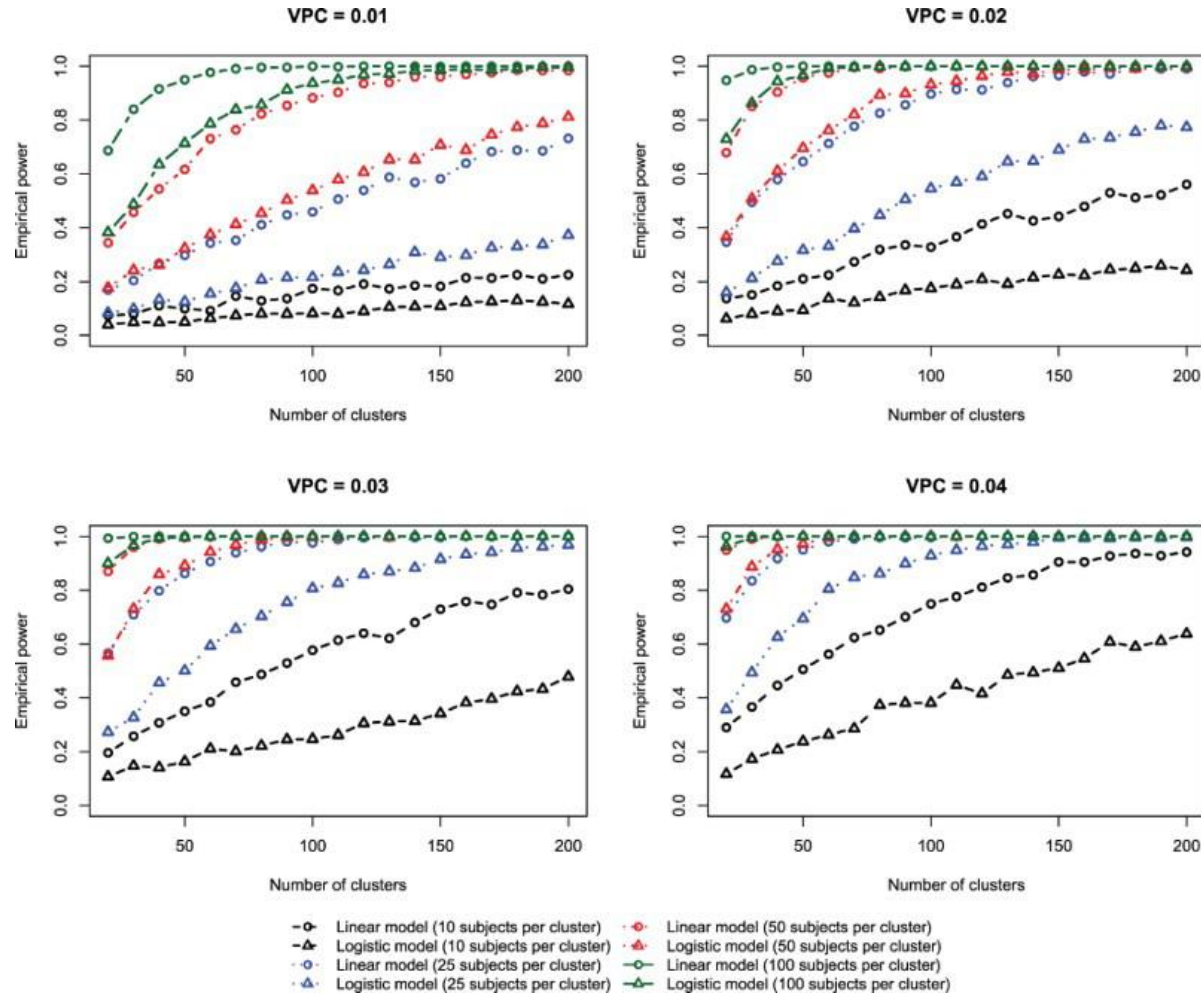 VPC = 0.01
VPC = 0.02
Empirical power
0.0 0.2 0.4 0.6 0.8 1.0
50 100 150 200
Number of clusters
Empirical power
0.0 0.2 0.4 0.6 0.8 1.0
50 100 150 200
Number of clusters
VPC = 0.03
VPC = 0.04
Empirical power
0.0 0.2 0.4 0.6 0.8 1.0
50 100 150 200
Number of clusters
Empirical power
0.0 0.2 0.4 0.6 0.8 1.0
50 100 150 200
Number of clusters
Linear model (10 subjects per cluster)
Logistic model (10 subjects per cluster)
Linear model (25 subjects per cluster)
Logistic model (25 subjects per cluster)
Linear model (50 subjects per cluster)
Logistic model (50 subjects per cluster)
Linear model (100 subjects per cluster)
Logistic model (100 subjects per cluster)